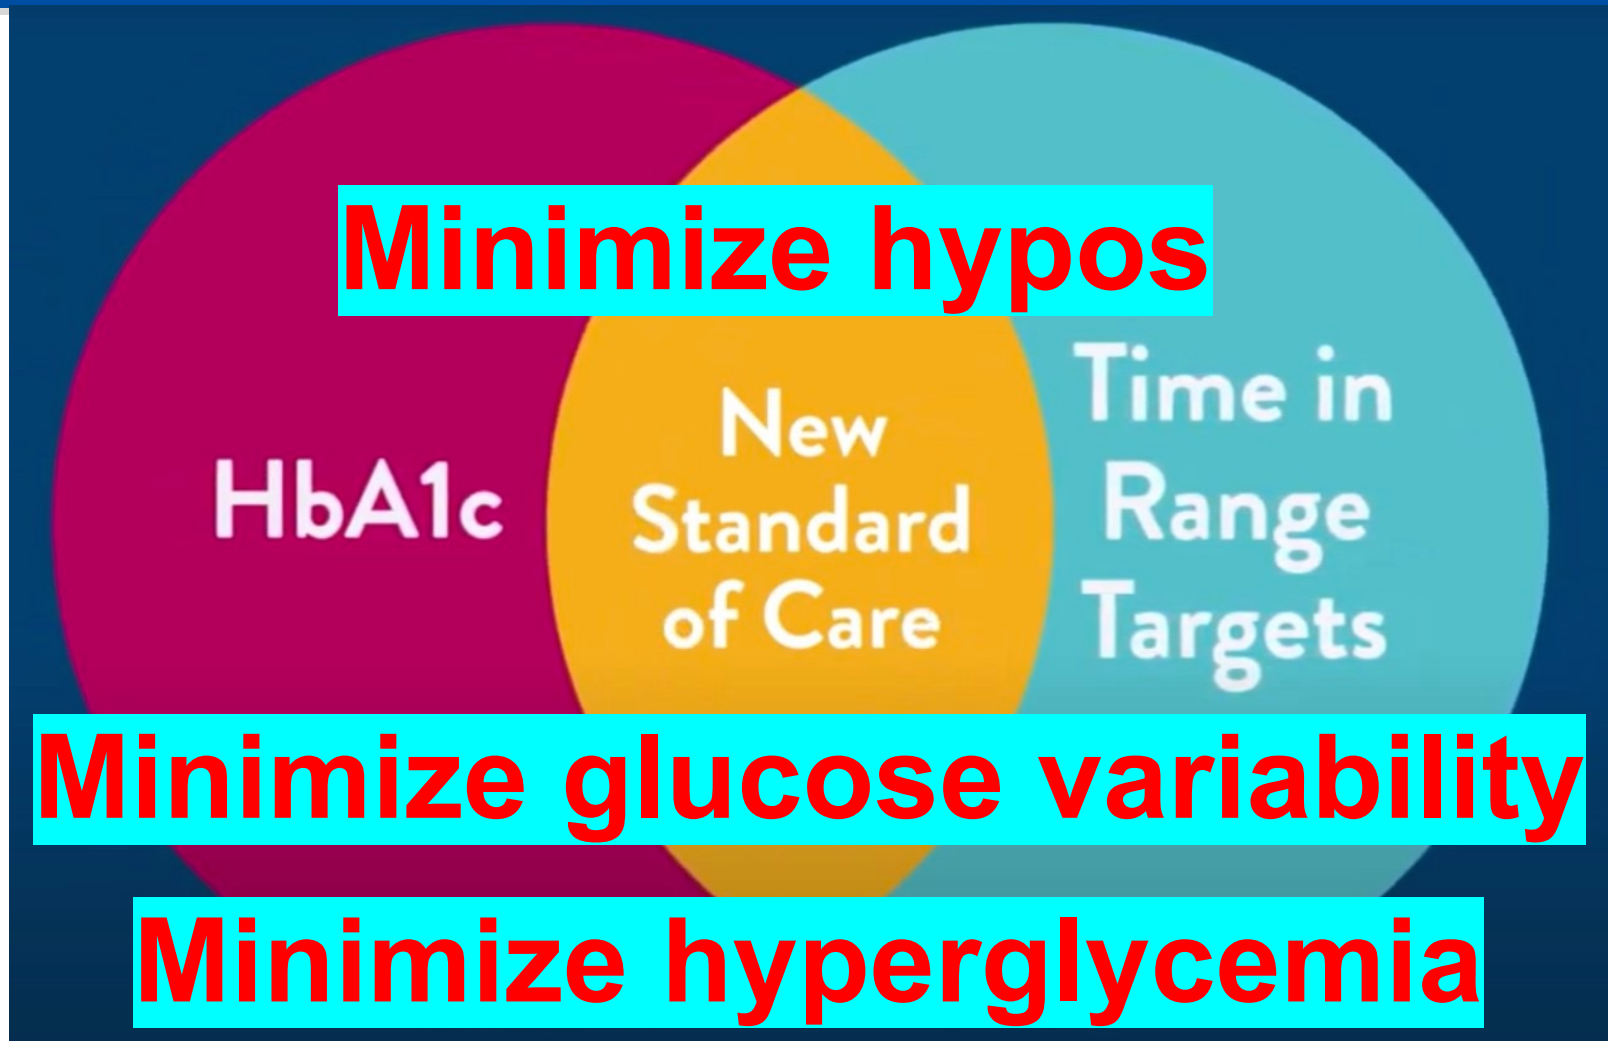 Minimize hypos
HbA1c
New
Standard
of Care
Time in
Range
Targets
Minimize glucose variability
Minimize hyperglycemia